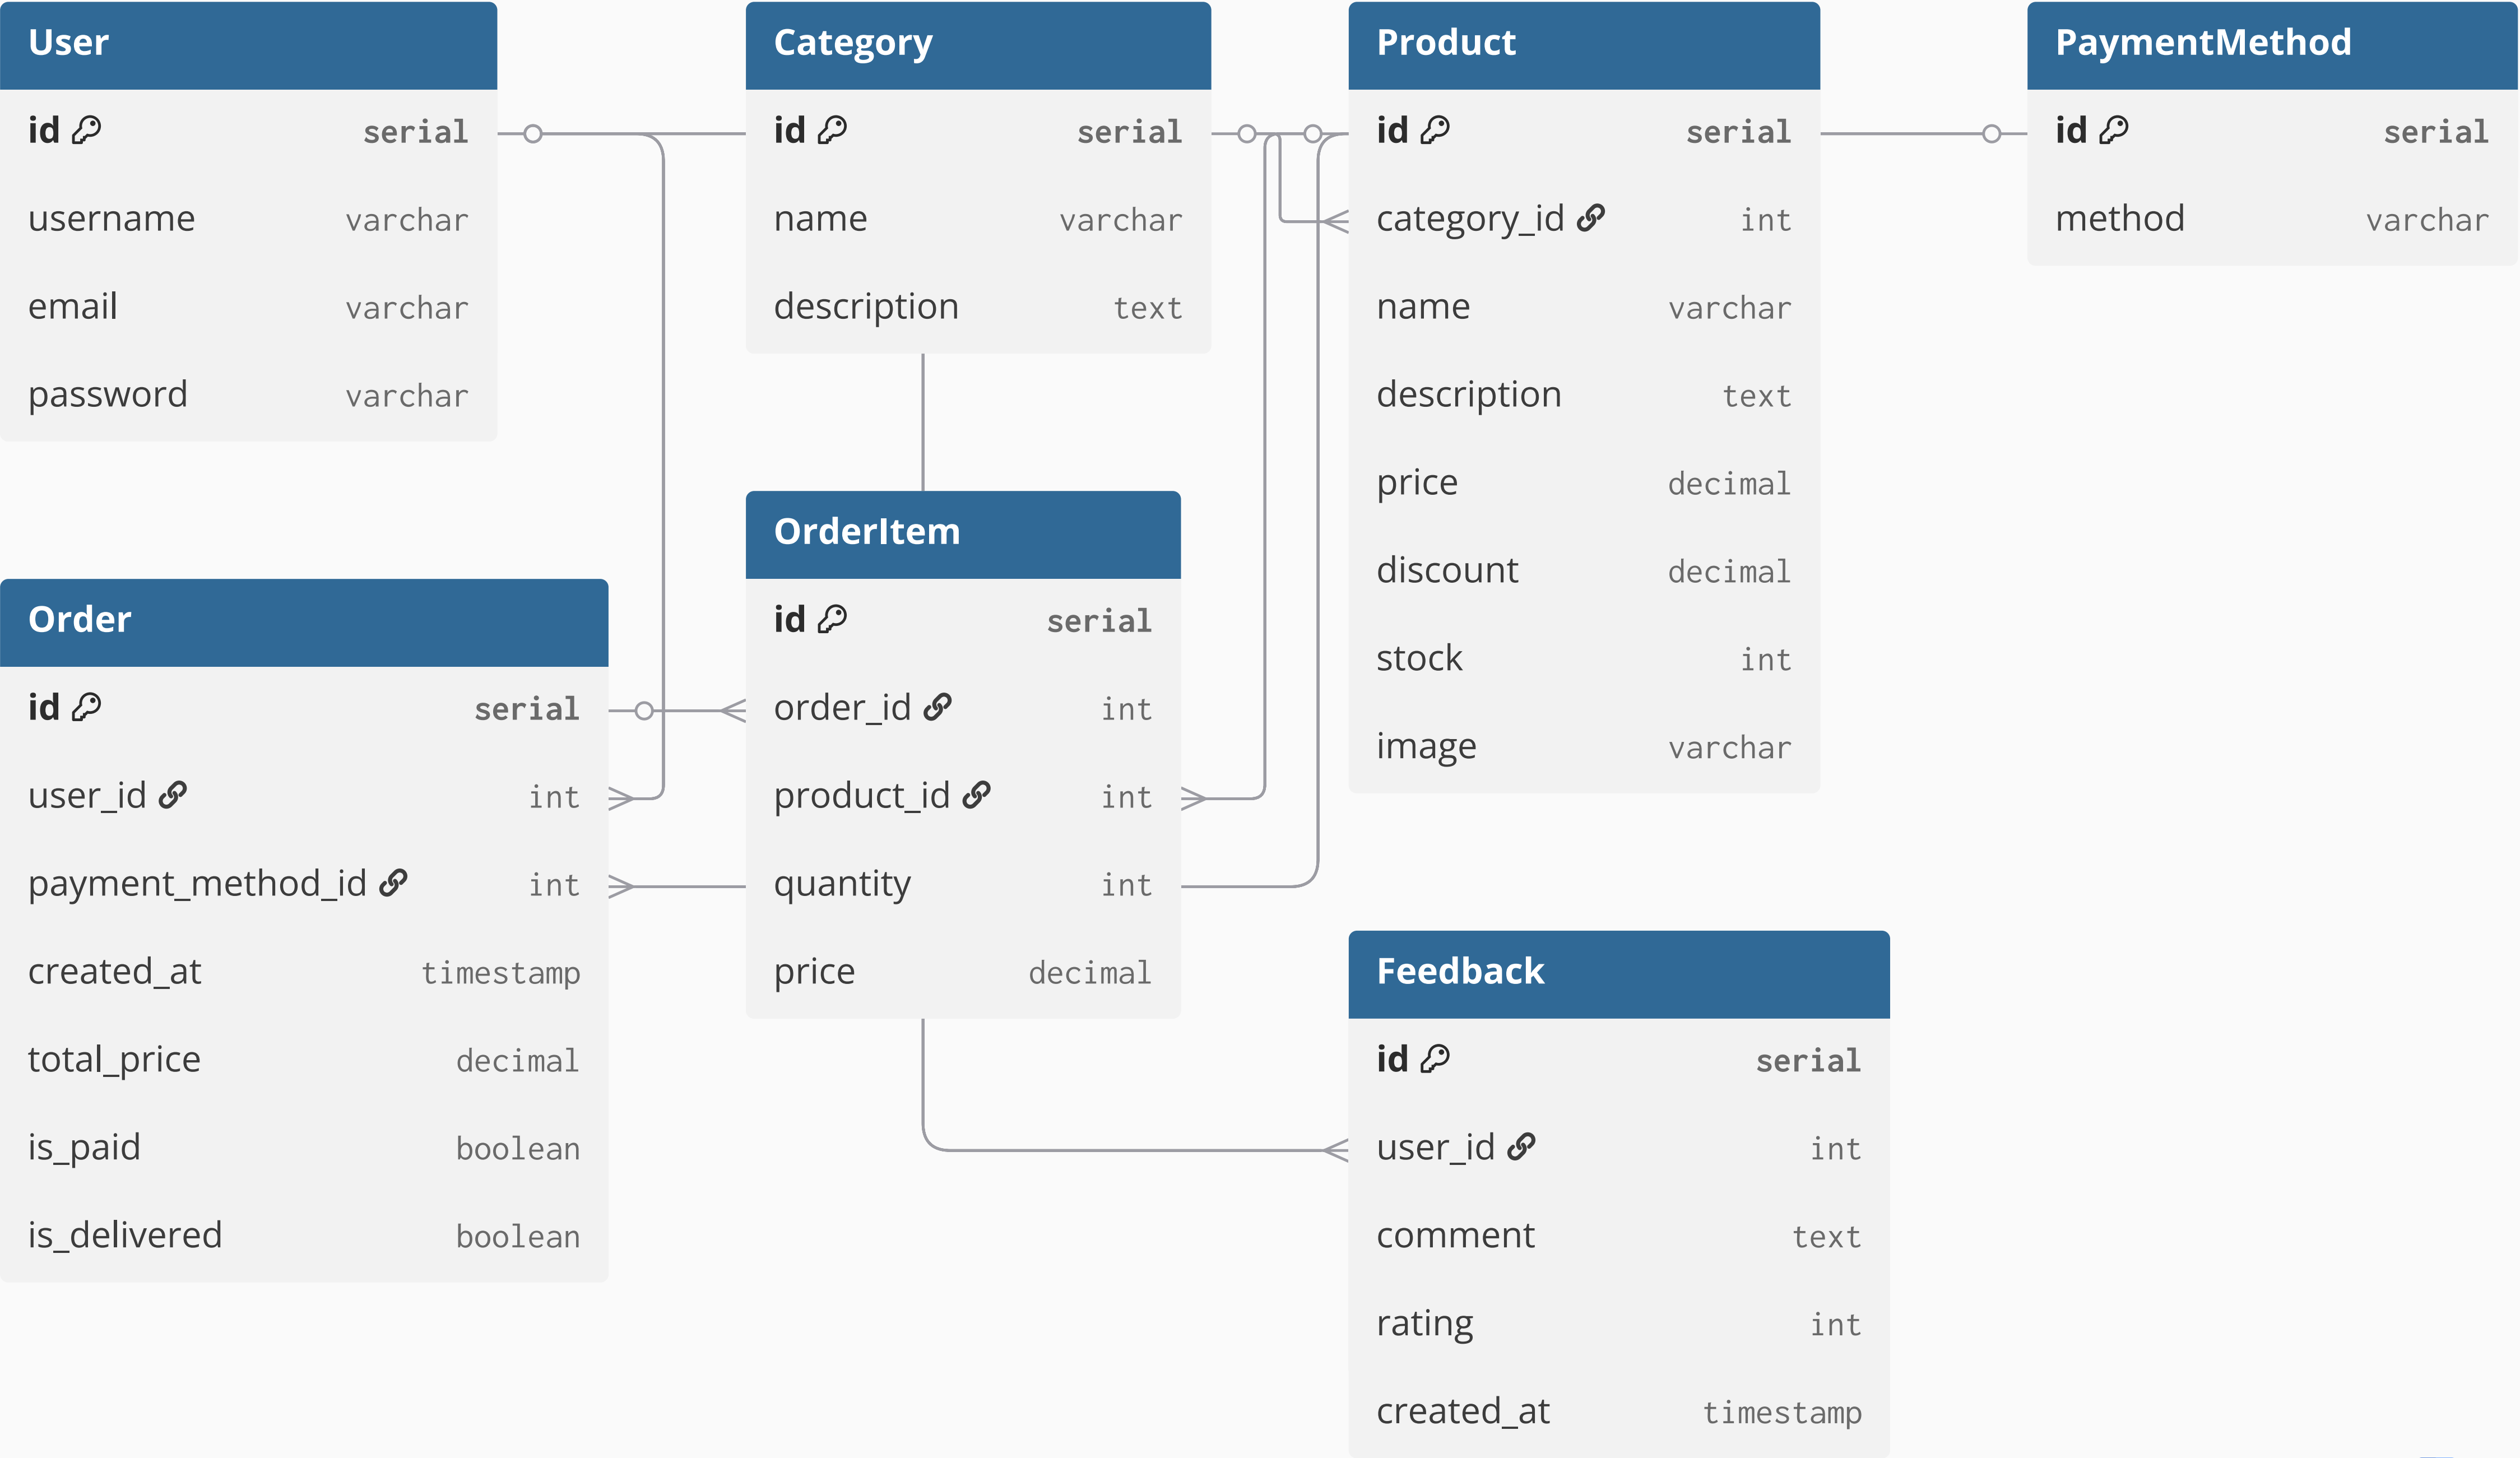 User
id serial
username varchar
email varchar
password varchar
Category
id serial
name varchar
description text
Product
id serial
category_id int
name varchar
description text
price decimal
discount decimal
stock int
image varchar
PaymentMethod
id serial
method varchar
Order
id serial
user_id int
payment_method_id int
created_at timestamp
total_price decimal
is_paid boolean
is_delivered boolean
OrderItem
id serial
order_id int
product_id int
quantity int
price decimal
Feedback
id serial
user_id int
comment text
rating int
created_at timestamp